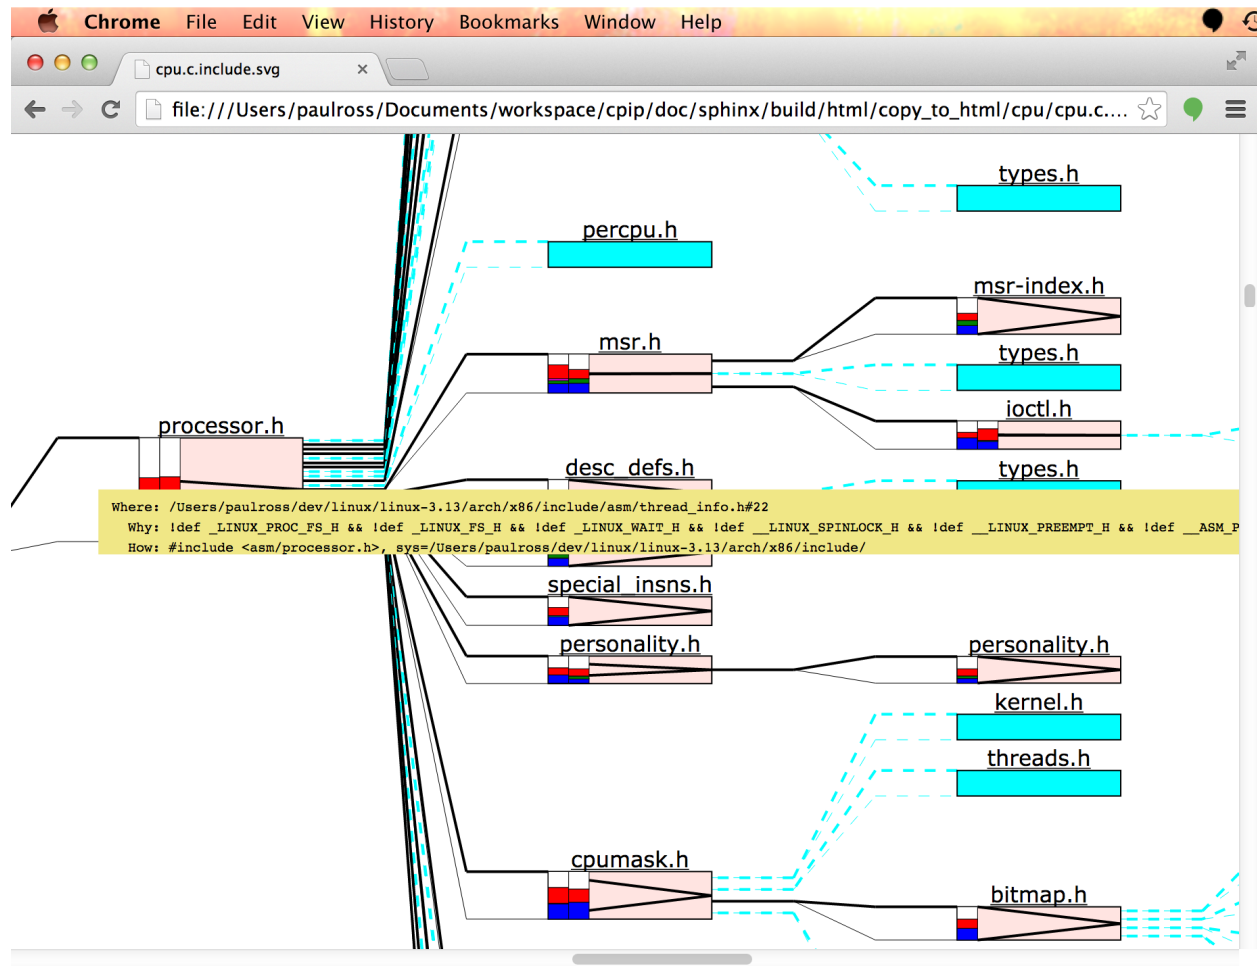 Chrome File Edit View History Bookmarks Window Help
cpu.c.include.svg
file:///Users/paulross/Documents/workspace/cpip/doc/sphinx/build/html/copy_to_html/cpu/cpu.c....
types.h
percpu.h
msr-index.h
msr.h
types.h
ioctl.h
processor.h
desc_defs.h
types.h
Where: /Users/paulross/dev/linux/linux-3.13/arch/x86/include/asm/thread_info.h#22
Why: !def _LINUX_PROC_FS_H && !def _LINUX_FS_H && !def _LINUX_WAIT_H && !def __LINUX_SPINLOCK_H && !def __LINUX_PREEMPT_H && !def __ASM_P
How: #include <asm/processor.h>, sys=/Users/paulross/dev/linux/linux-3.13/arch/x86/include/
special_insns.h
personality.h
personality.h
kernel.h
threads.h
cpumask.h
bitmap.h